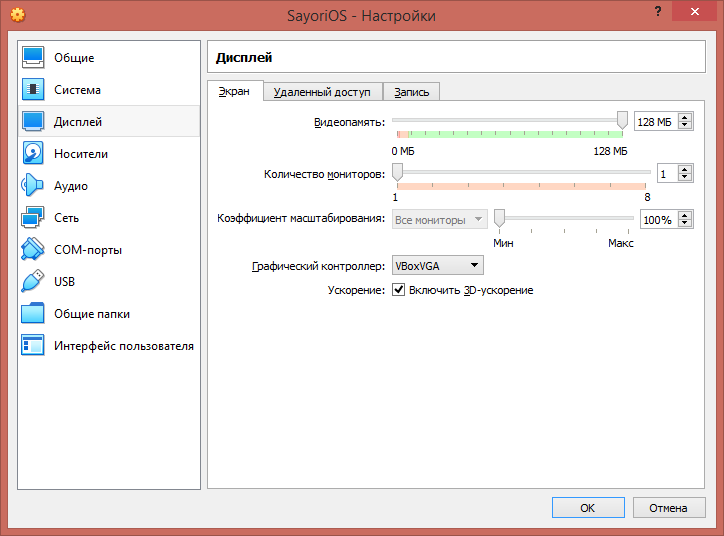 SayoriOS - Настройки
?
Общие
Система
Дисплей
Носители
Аудио
Сеть
COM-порты
USB
Общие папки
Интерфейс пользователя
Дисплей
Экран Удаленный доступ Запись
Видеопамять: 128 МБ
0 МБ 128 МБ
Количество мониторов: 1
1 8
Коэффициент масштабирования: Все мониторы 100%
Мин Макс
Графический контроллер: VBoxVGA
Ускорение: Включить 3D-ускорение
OK Отмена